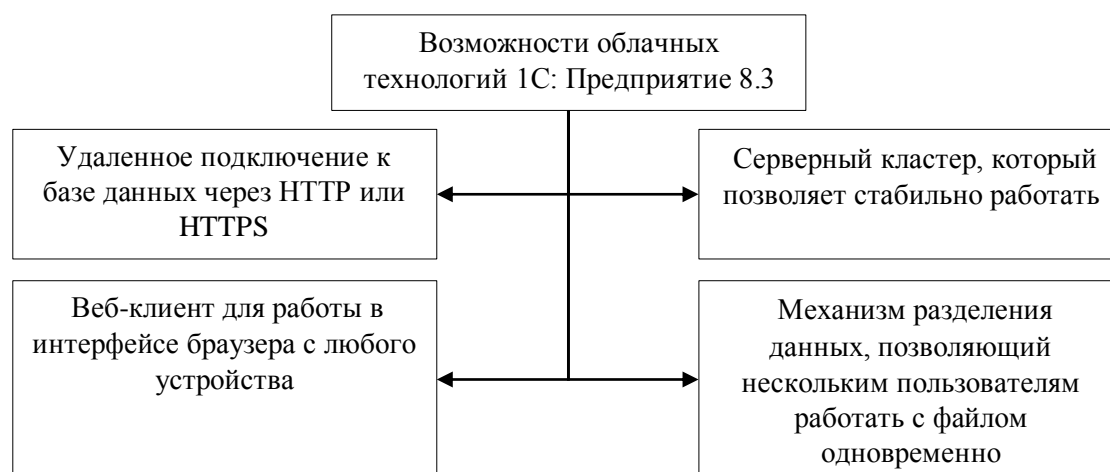 Возможности облачных
технологий 1С: Предприятие 8.3
Удаленное подключение к
базе данных через HTTP или
HTTPS
Серверный кластер, который
позволяет стабильно работать
Веб-клиент для работы в
интерфейсе браузера с любого
устройства
Механизм разделения
данных, позволяющий
нескольким пользователям
работать с файлом
одновременно